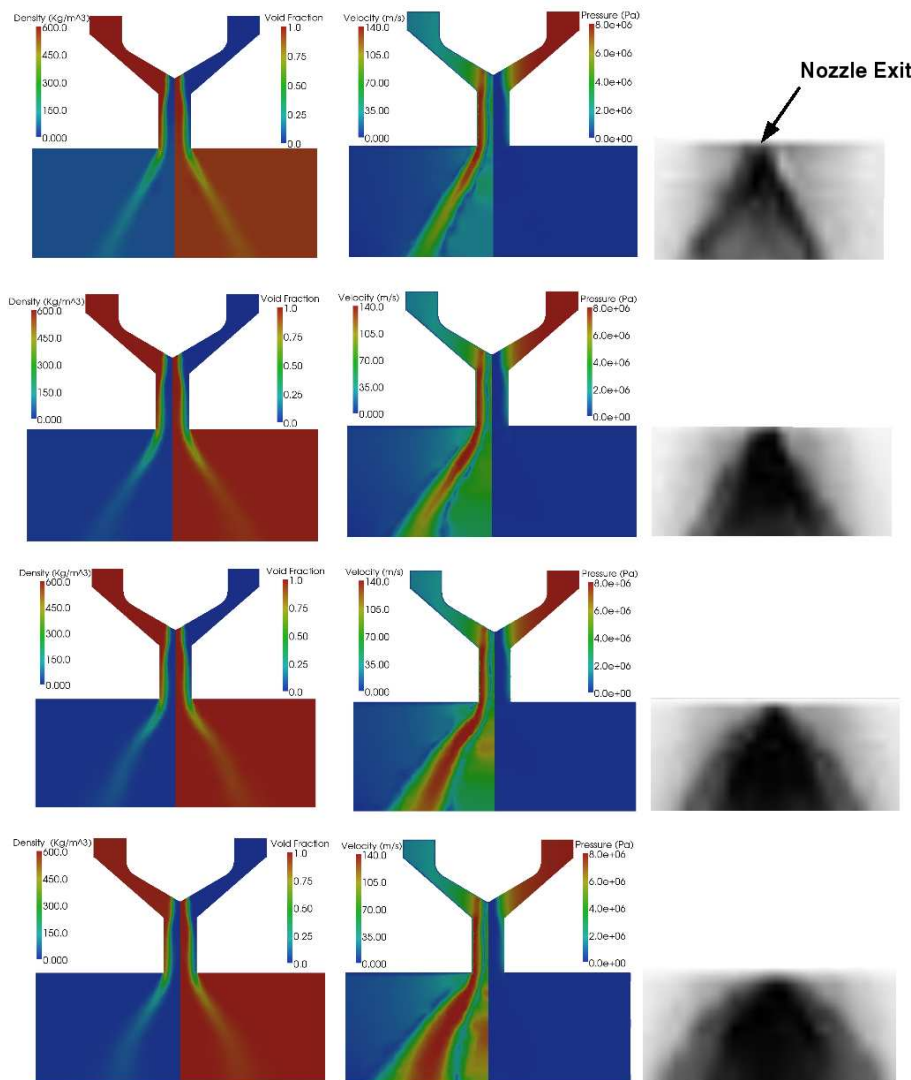 Density (Kg/m^3)
600.0
450.0
300.0
150.0
0.000
Void Fraction
1.0
0.75
0.50
0.25
0.0
Velocity (m/s)
140.0
105.0
70.00
35.00
0.000
Pressure (Pa)
8.0e+06
6.0e+06
4.0e+06
2.0e+06
0.0e+00
Nozzle Exit
Density (Kg/m^3)
600.0
450.0
300.0
150.0
0.000
Void Fraction
1.0
0.75
0.50
0.25
0.0
Velocity (m/s)
140.0
105.0
70.00
35.00
0.000
Pressure (Pa)
8.0e+06
6.0e+06
4.0e+06
2.0e+06
0.0e+00
Density (Kg/m^3)
600.0
450.0
300.0
150.0
0.000
Void Fraction
1.0
0.75
0.50
0.25
0.0
Velocity (m/s)
140.0
105.0
70.00
35.00
0.000
Pressure (Pa)
8.0e+06
6.0e+06
4.0e+06
2.0e+06
0.0e+00
Density (Kg/m^3)
600.0
450.0
300.0
150.0
0.000
Void Fraction
1.0
0.75
0.50
0.25
0.0
Velocity (m/s)
140.0
105.0
70.00
35.00
0.000
Pressure (Pa)
8.0e+06
6.0e+06
4.0e+06
2.0e+06
0.0e+00